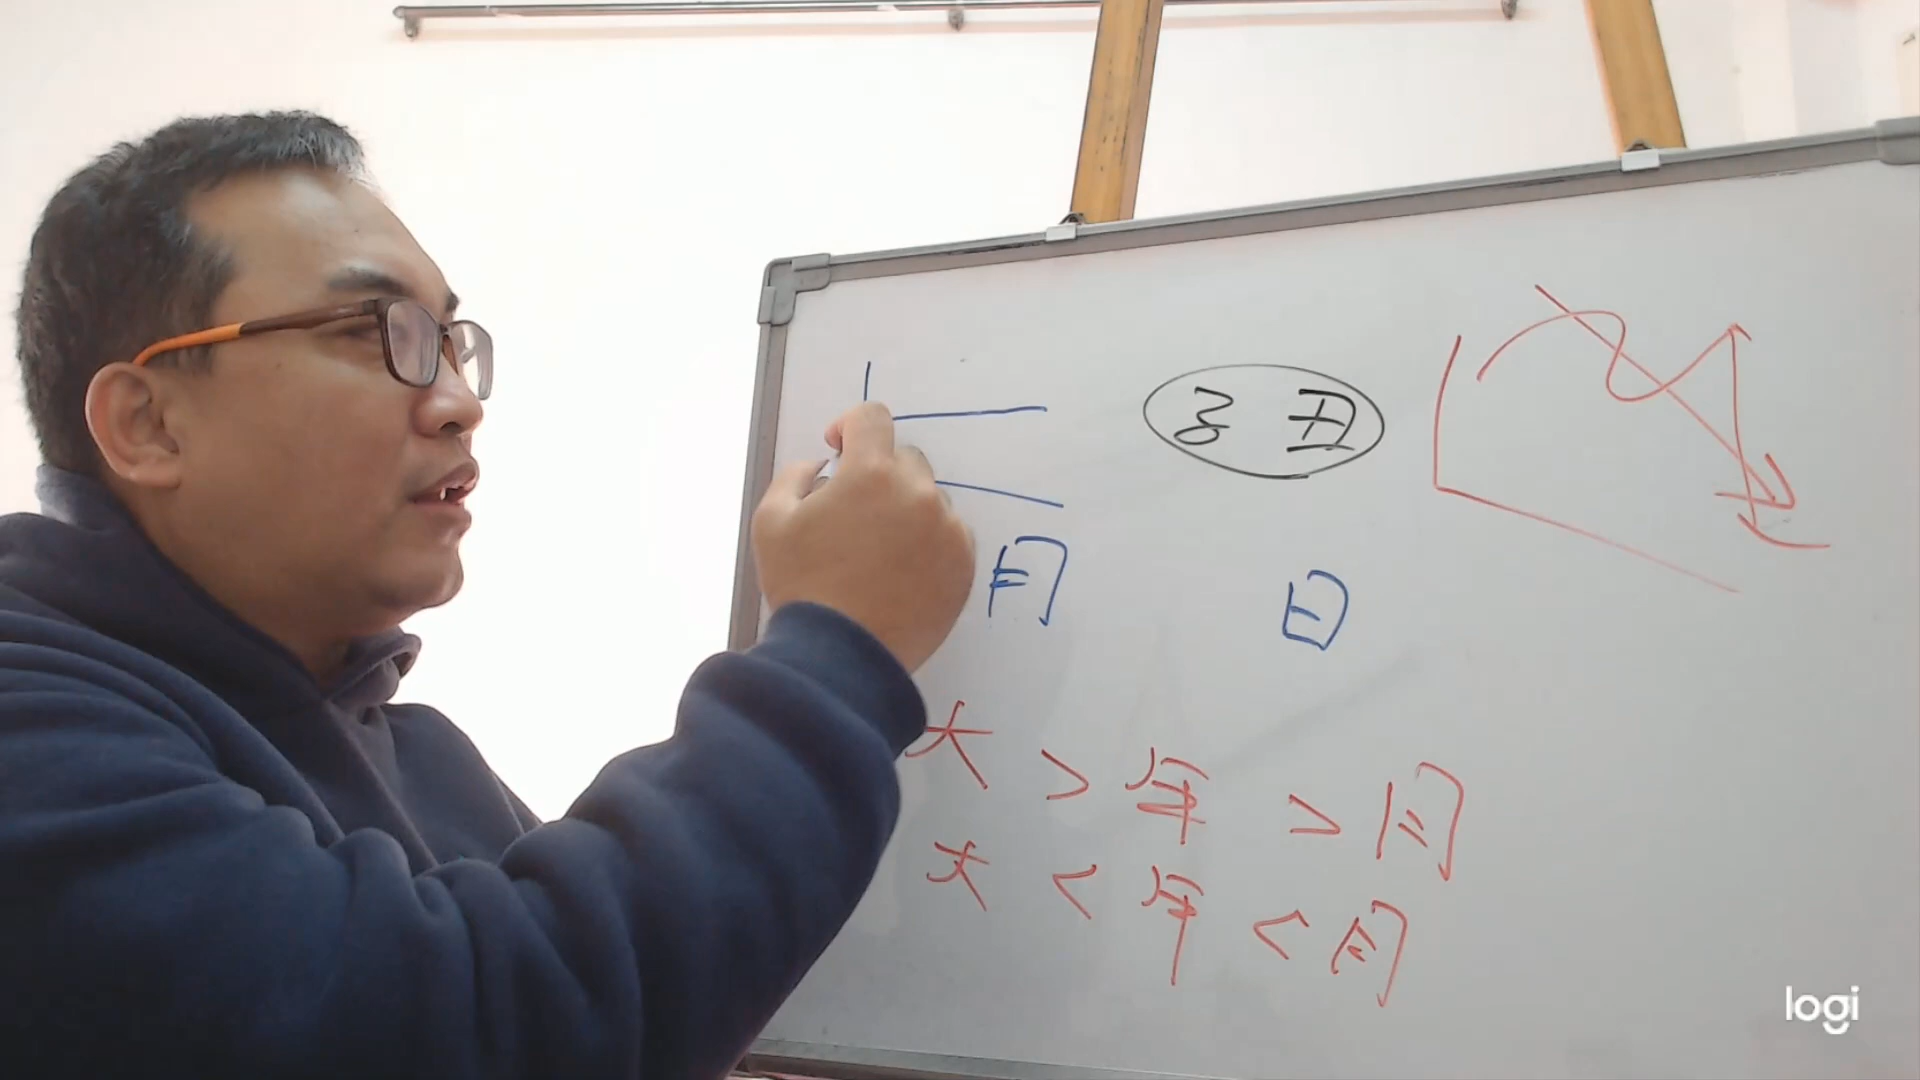 子 丑
月 日
大 > 年 > 月
大 < 年 < 月
logi